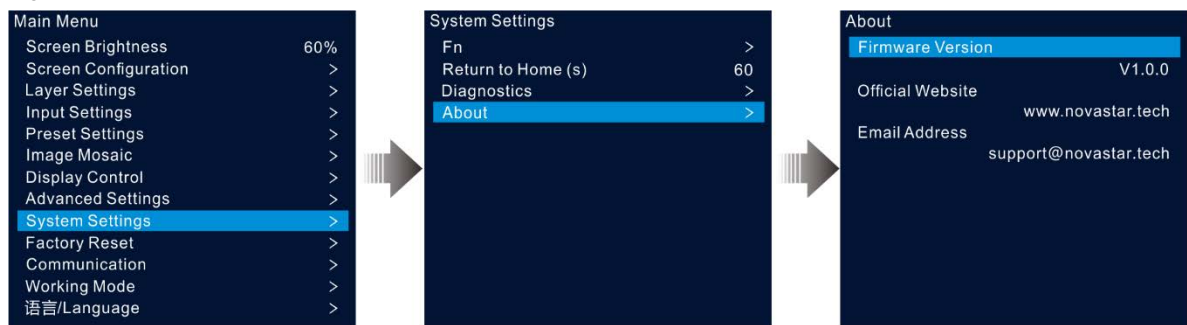 Main Menu
Screen Brightness 60%
Screen Configuration >
Layer Settings >
Input Settings >
Preset Settings >
Image Mosaic >
Display Control >
Advanced Settings >
System Settings >
Factory Reset >
Communication >
Working Mode >
语言/Language >
System Settings
Fn >
Return to Home (s) 60
Diagnostics >
About >
About
Firmware Version
V1.0.0
Official Website
www.novastar.tech
Email Address
support@novastar.tech